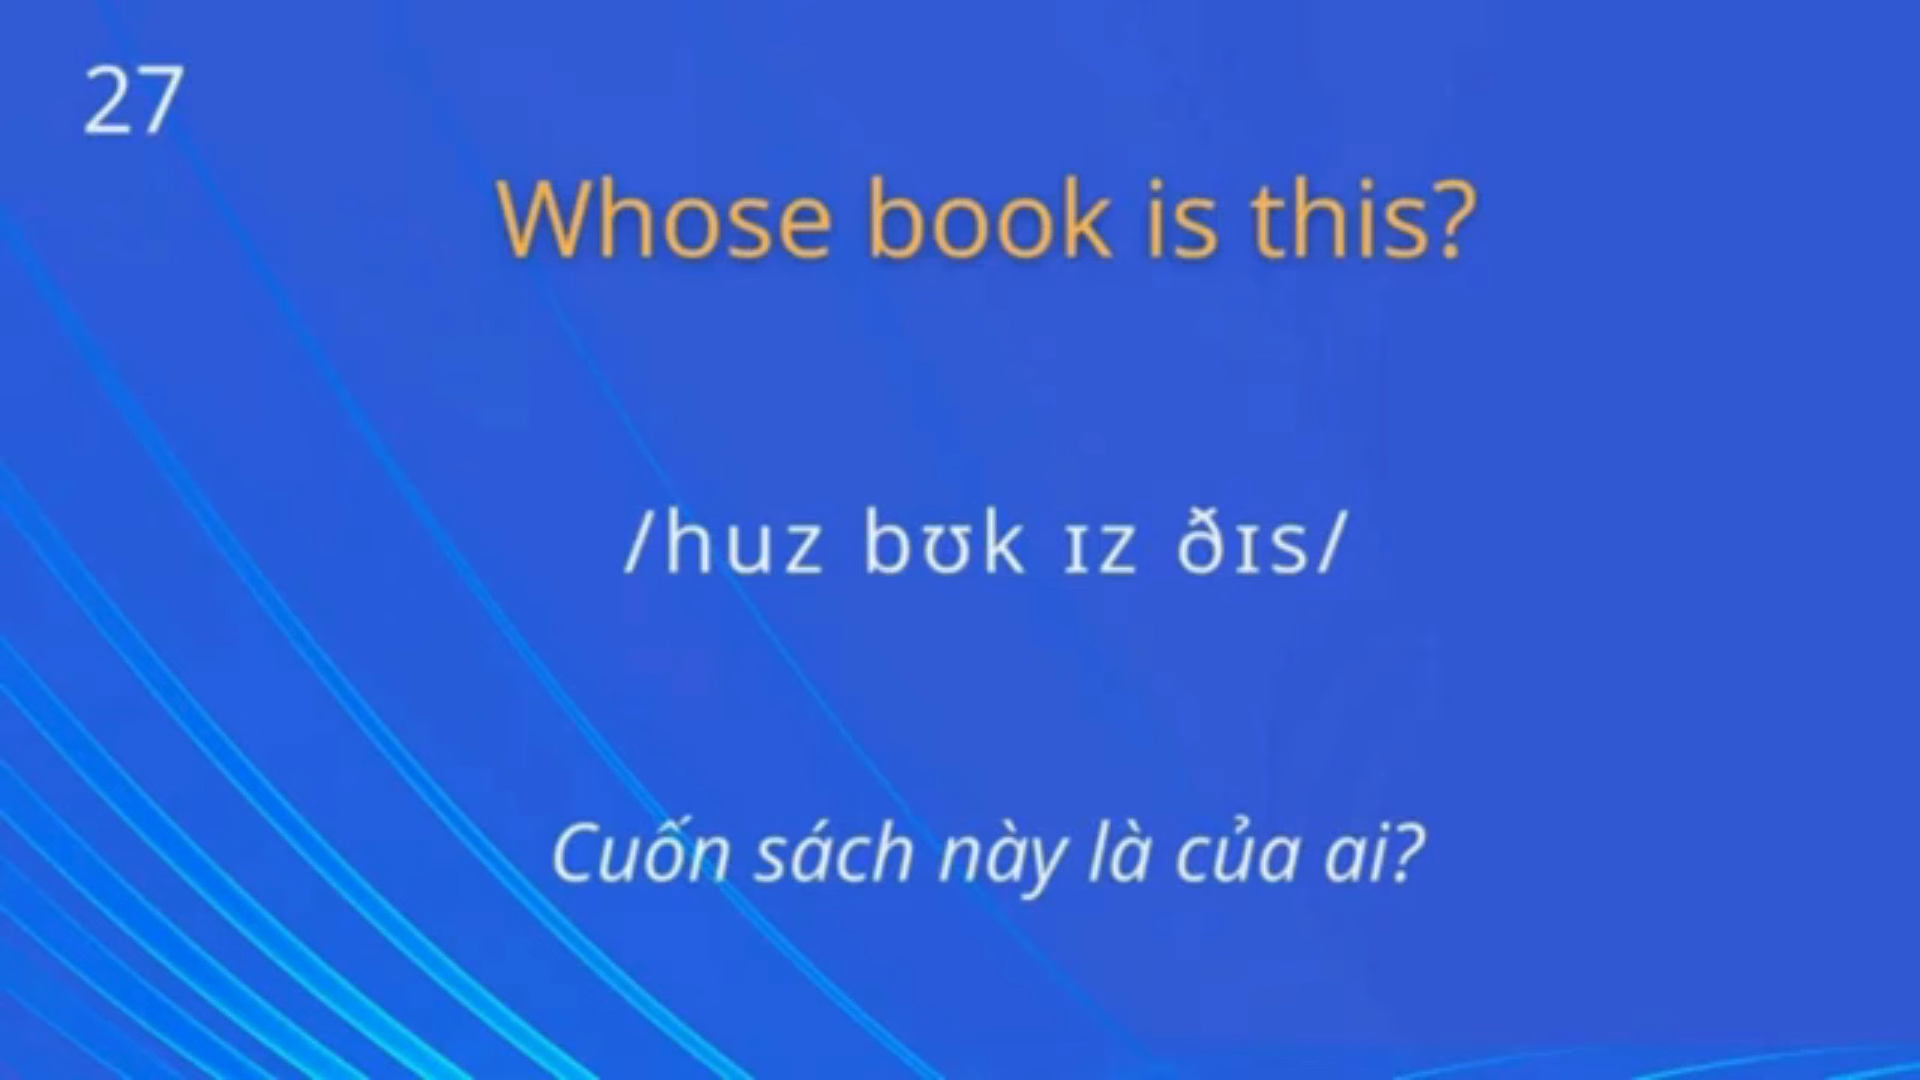 27
Whose book is this?
/huz bʊk ɪz ðɪs/
Cuốn sách này là của ai?